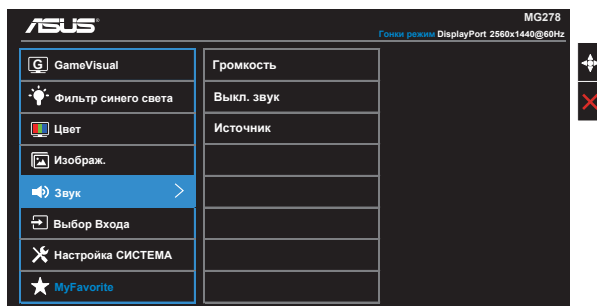 ASUS
MG278
Гонки режим DisplayPort 2560x1440@60Hz
G GameVisual
Фильтр синего света
Цвет
Изображ.
Звук
Выбор Входа
Настройка СИСТЕМА
MyFavorite
Громкость
Выкл. звук
Источник